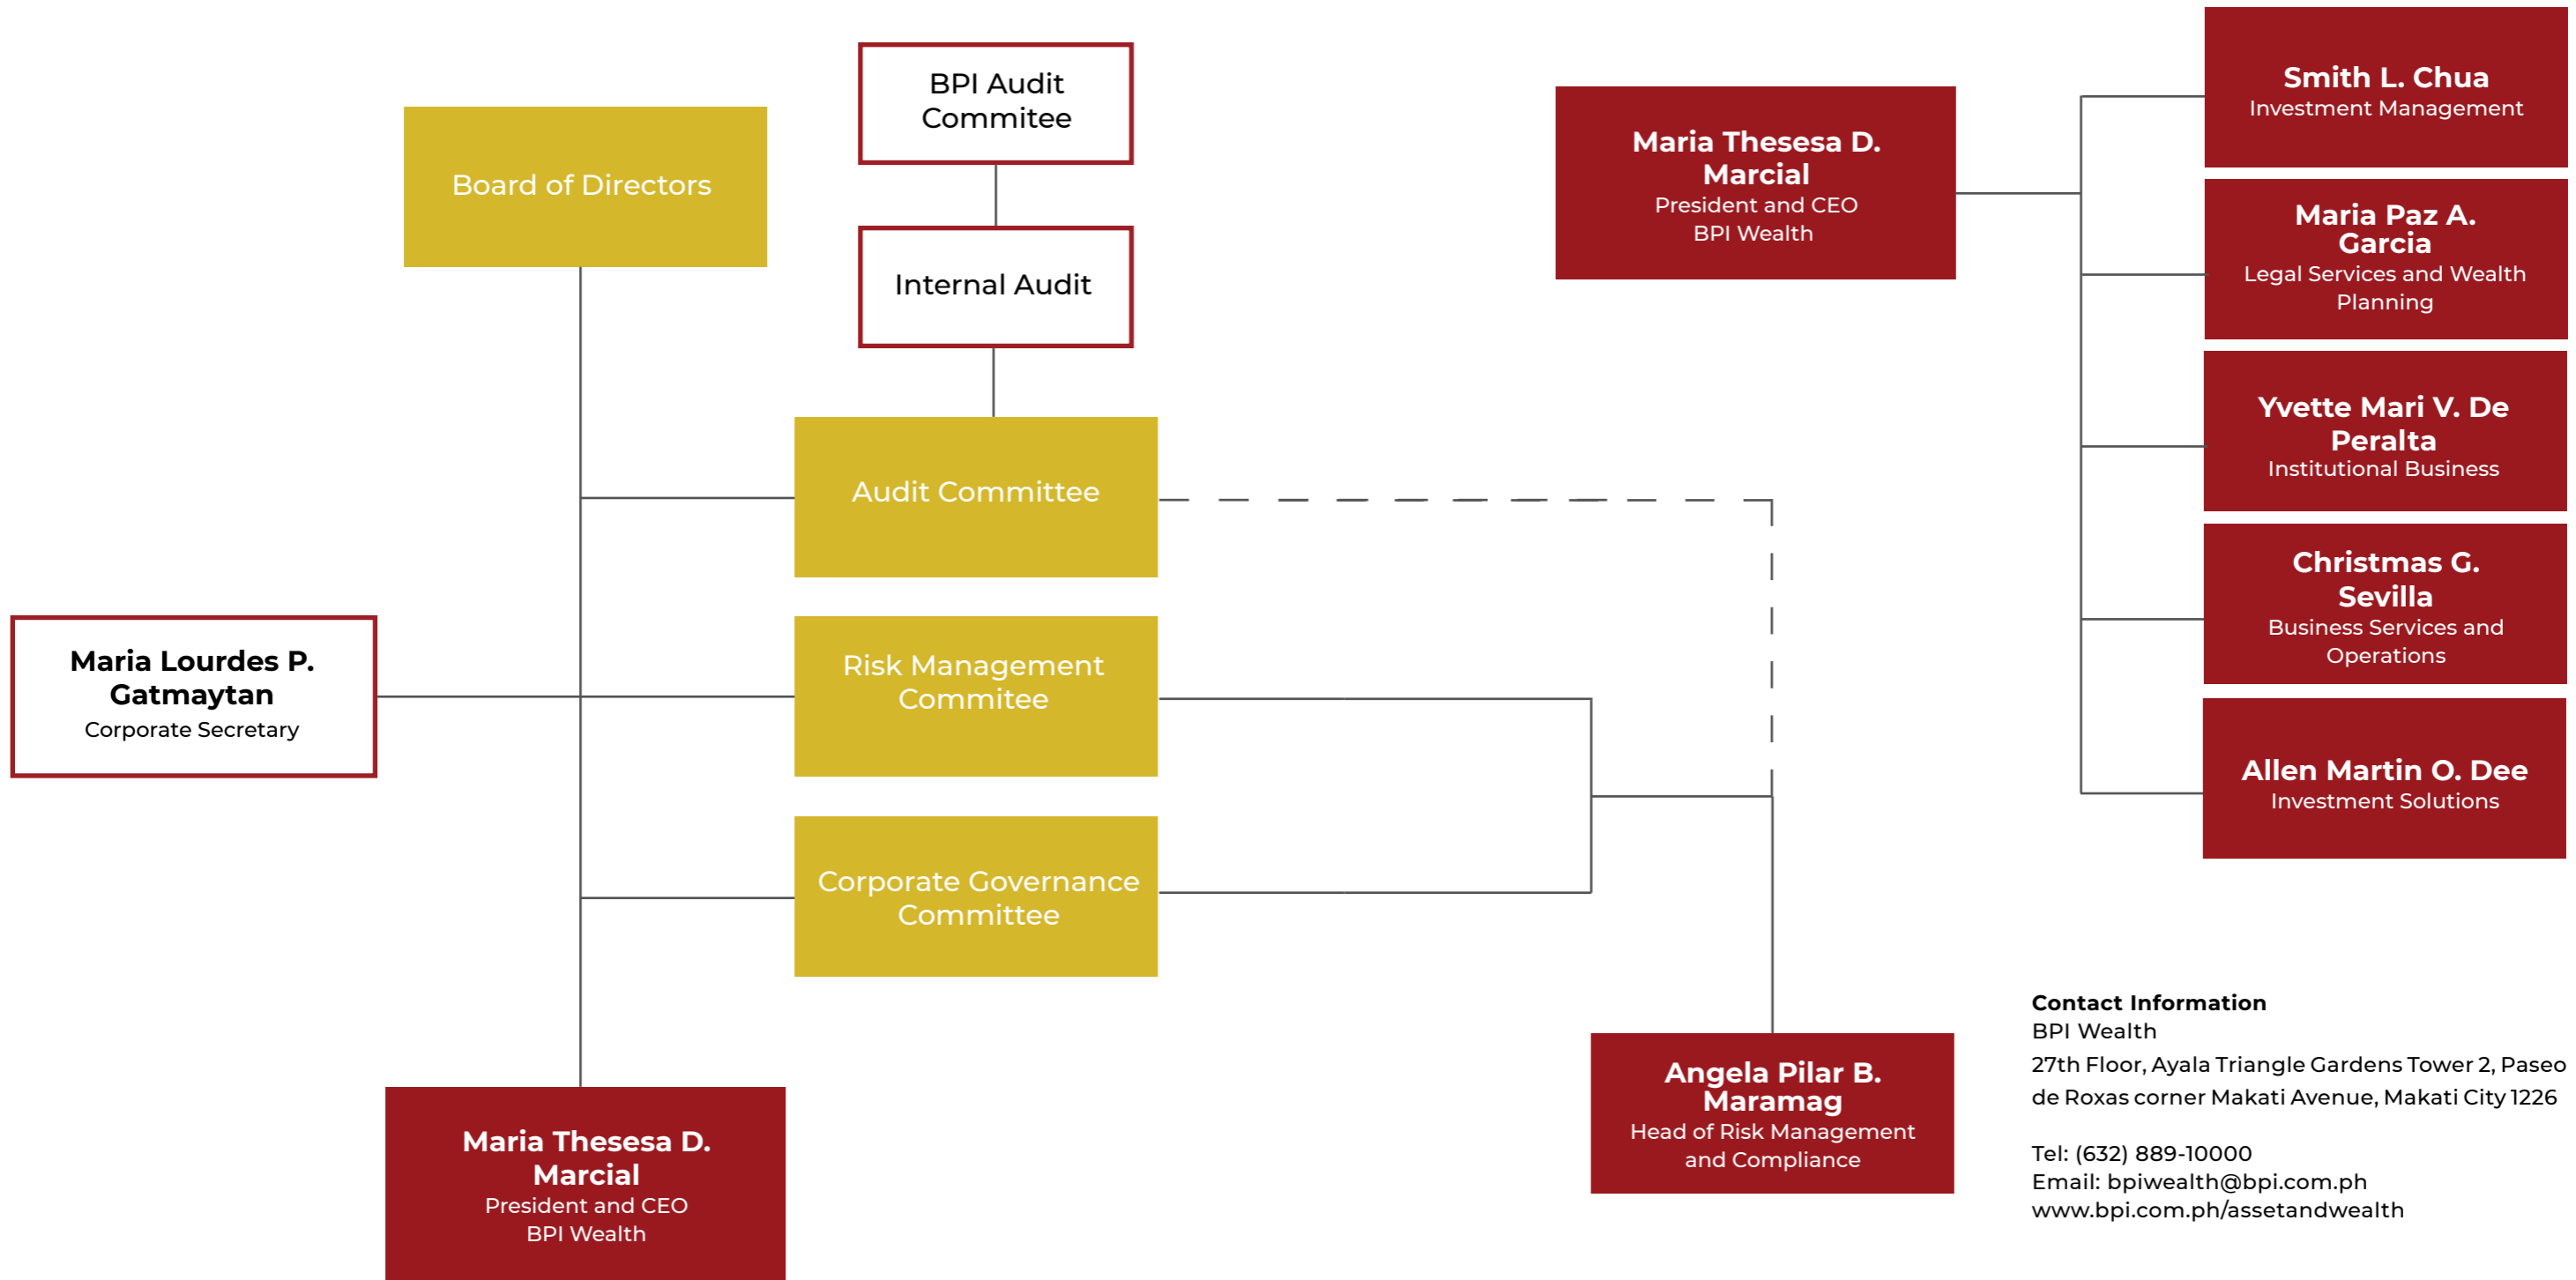 Board of Directors
BPI Audit
Commitee
Internal Audit
Audit Committee
Risk Management
Commitee
Corporate Governance
Committee
Maria Lourdes P.
Gatmaytan
Corporate Secretary
Maria Thesesa D.
Marcial
President and CEO
BPI Wealth
Angela Pilar B.
Maramag
Head of Risk Management
and Compliance
Maria Thesesa D.
Marcial
President and CEO
BPI Wealth
Smith L. Chua
Investment Management
Maria Paz A.
Garcia
Legal Services and Wealth
Planning
Yvette Mari V. De
Peralta
Institutional Business
Christmas G.
Sevilla
Business Services and
Operations
Allen Martin O. Dee
Investment Solutions
Contact Information
BPI Wealth
27th Floor, Ayala Triangle Gardens Tower 2, Paseo
de Roxas corner Makati Avenue, Makati City 1226
Tel: (632) 889-10000
Email: bpiwealth@bpi.com.ph
www.bpi.com.ph/assetandwealth